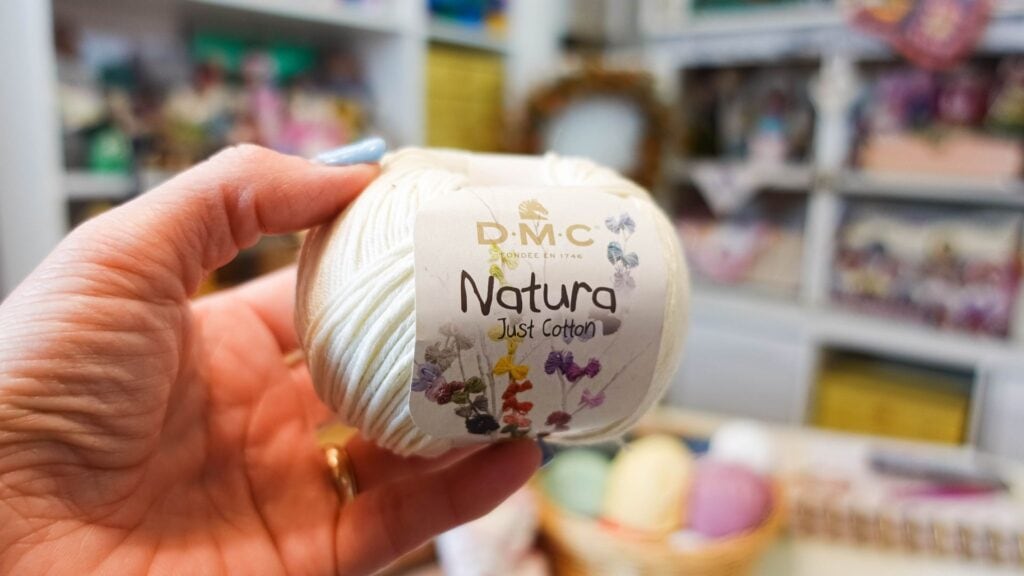 D·M·C
FONDÉE EN 1746
Natura
Just Cotton